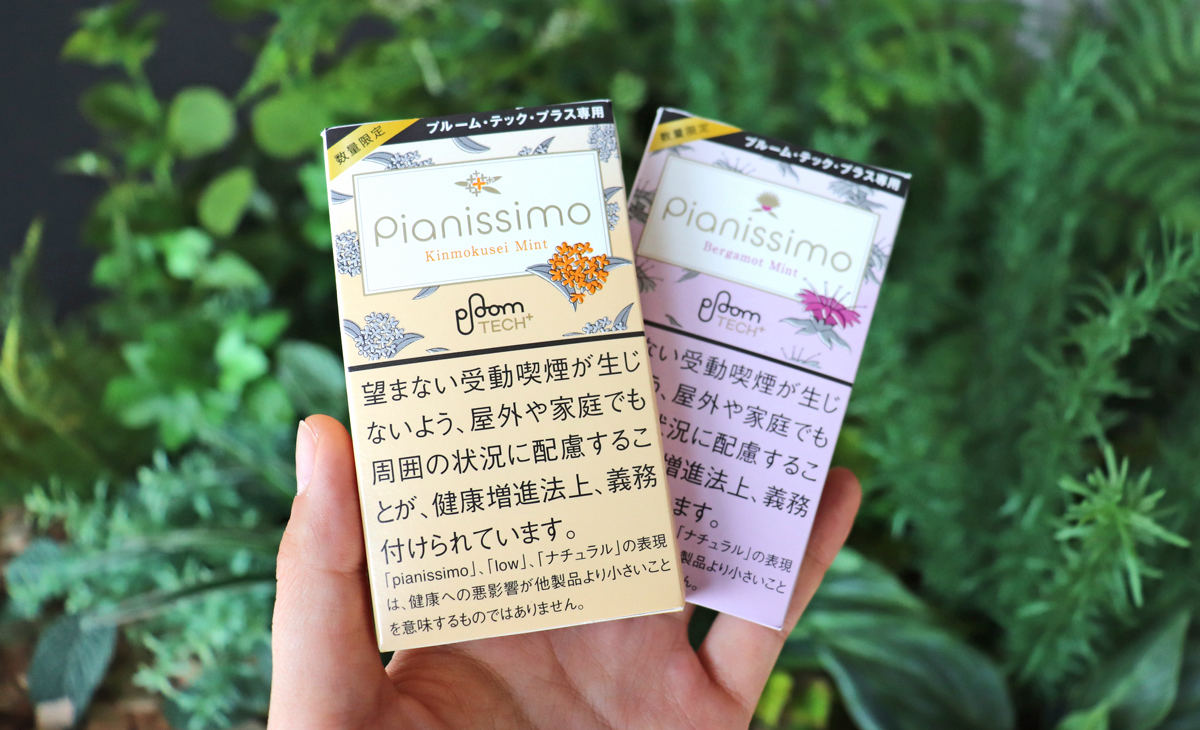 数量限定
プルーム・テック・プラス専用
pianissimo
Kinmokusei Mint
ploom
TECH+
望まない受動喫煙が生じ
ないよう、屋外や家庭でも
周囲の状況に配慮するこ
とが、健康増進法上、義務
付けられています。
「pianissimo」、「low」、「ナチュラル」の表現
は、健康への悪影響が他製品より小さいこと
を意味するものではありません。
数量限定
プルーム・テック・プラス専用
pianissimo
Bergamot Mint
ploom
TECH+
ない受動喫煙が生じ
、屋外や家庭でも
状況に配慮するこ
増進法上、義務
ます。
「ナチュラル」の表現
製品より小さいこと
ん。